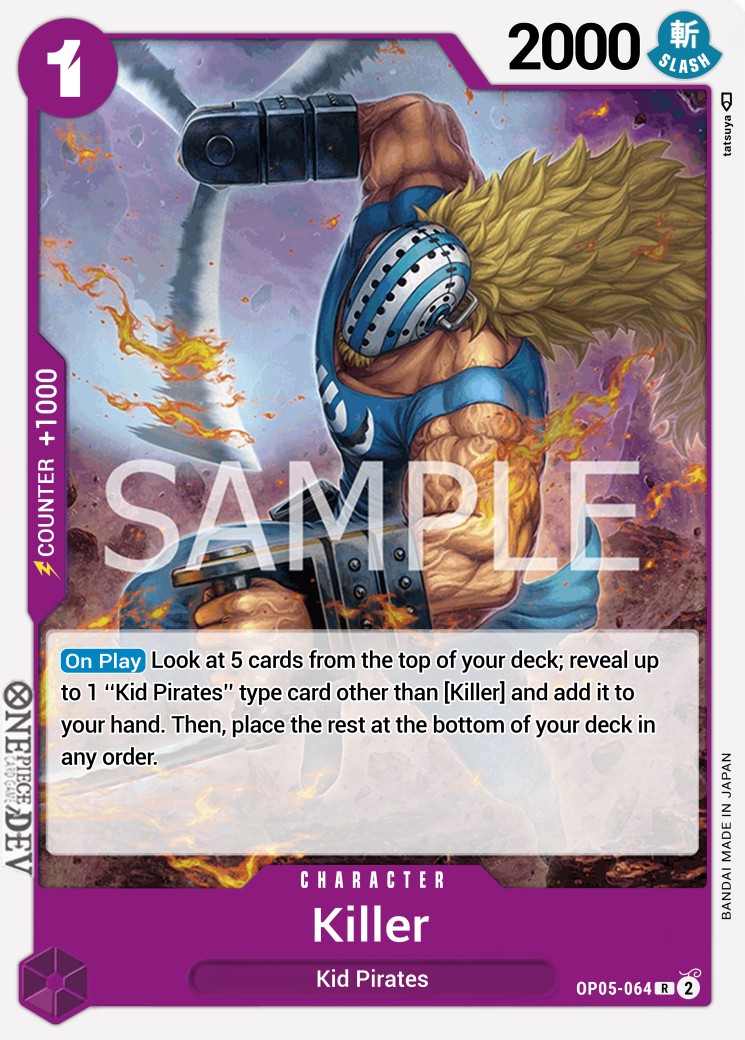 1
2000
斬
SLASH
tatsuya
COUNTER +1000
SAMPLE
On Play Look at 5 cards from the top of your deck; reveal up
to 1 "Kid Pirates" type card other than [Killer] and add it to
your hand. Then, place the rest at the bottom of your deck in
any order.
ONE PIECE
CARD GAME
.DEV
BANDAI MADE IN JAPAN
CHARACTER
Killer
Kid Pirates
OP05-064 R 2